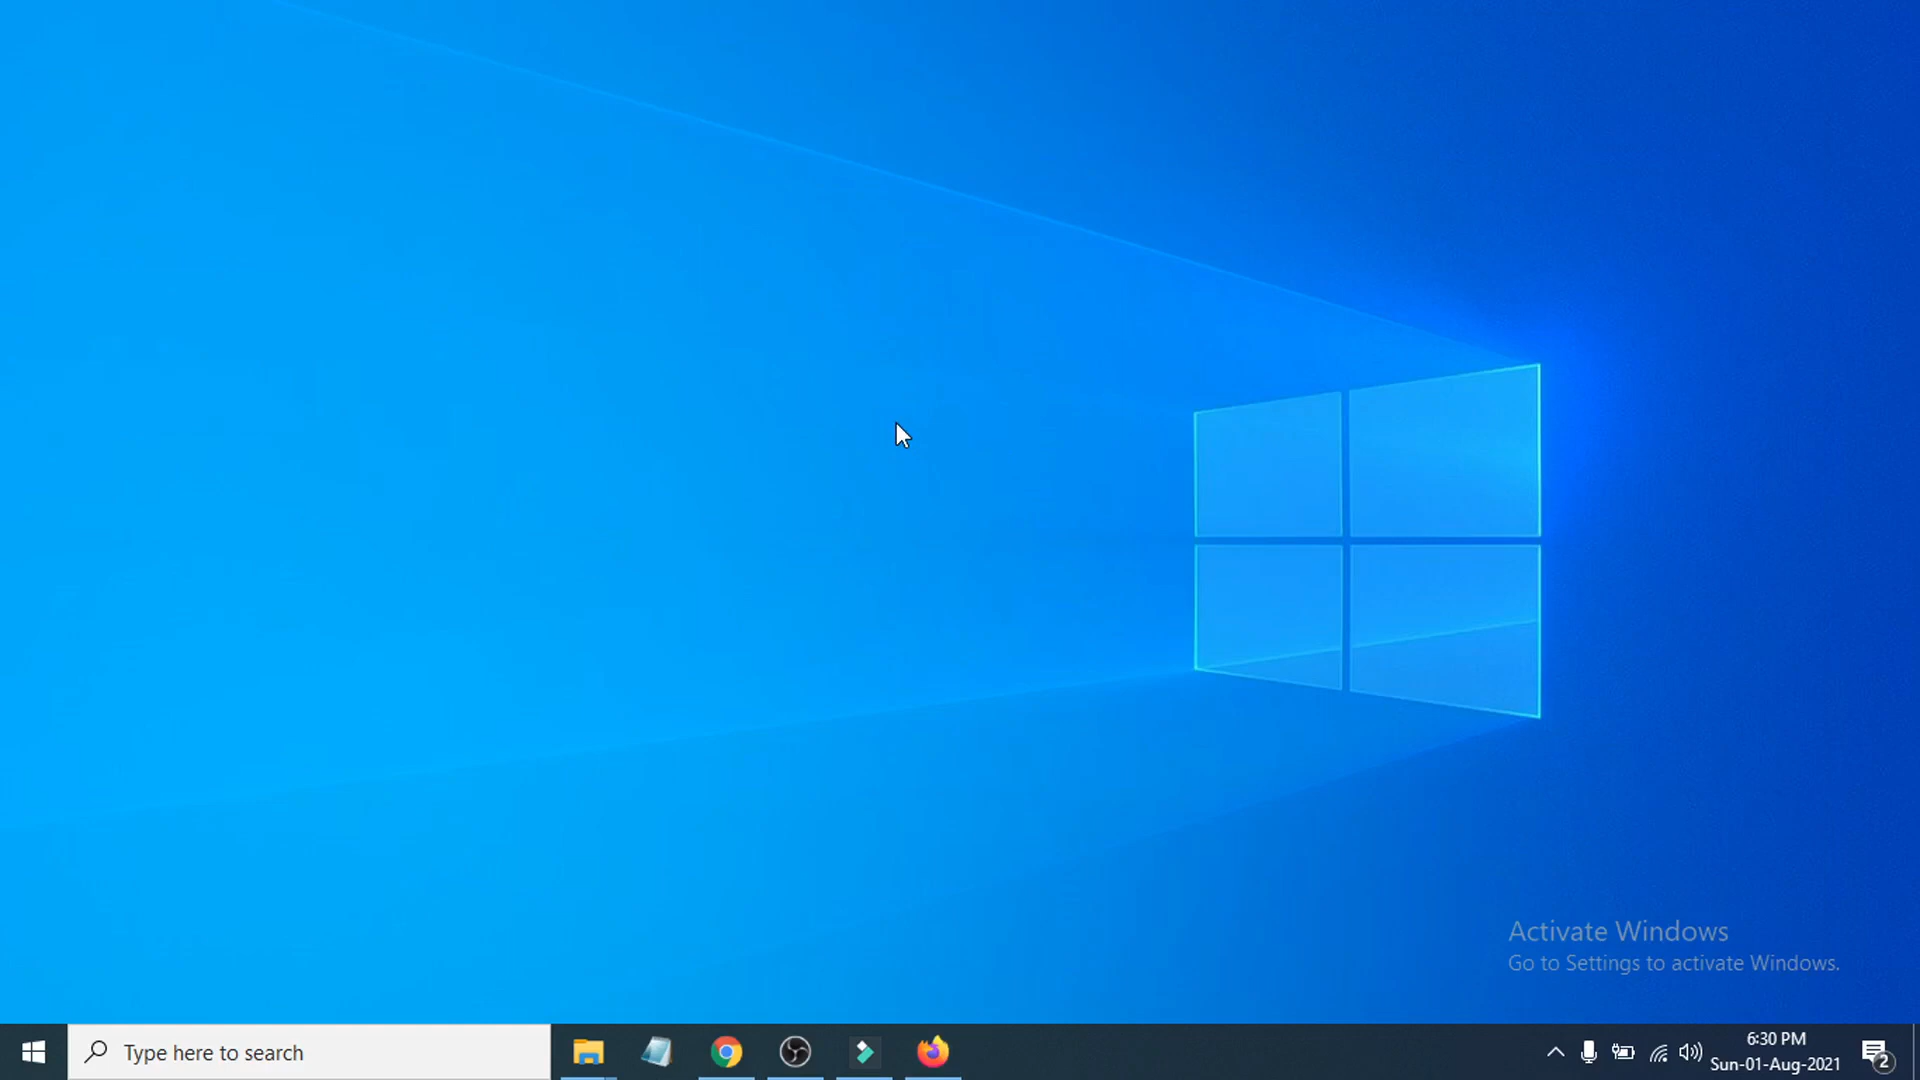 Activate Windows
Go to Settings to activate Windows.
Type here to search
6:30 PM
Sun-01-Aug-2021
2